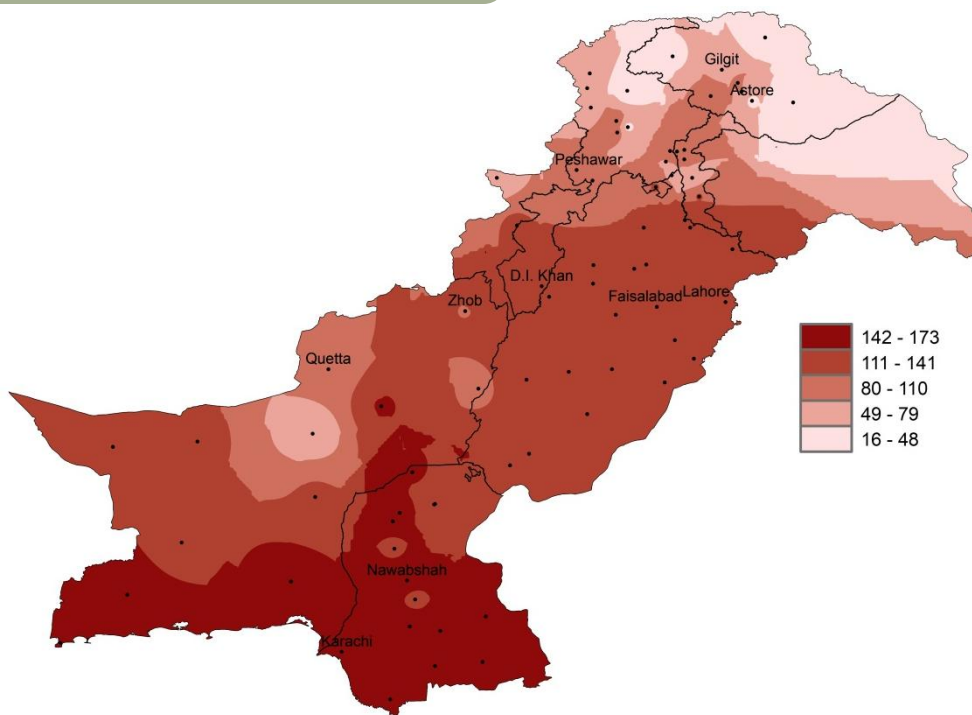 Gilgit
Astore
Peshawar
D.I. Khan
Zhob
Faisalabad
Lahore
Quetta
142 - 173
111 - 141
80 - 110
49 - 79
16 - 48
Nawabshah
Karachi